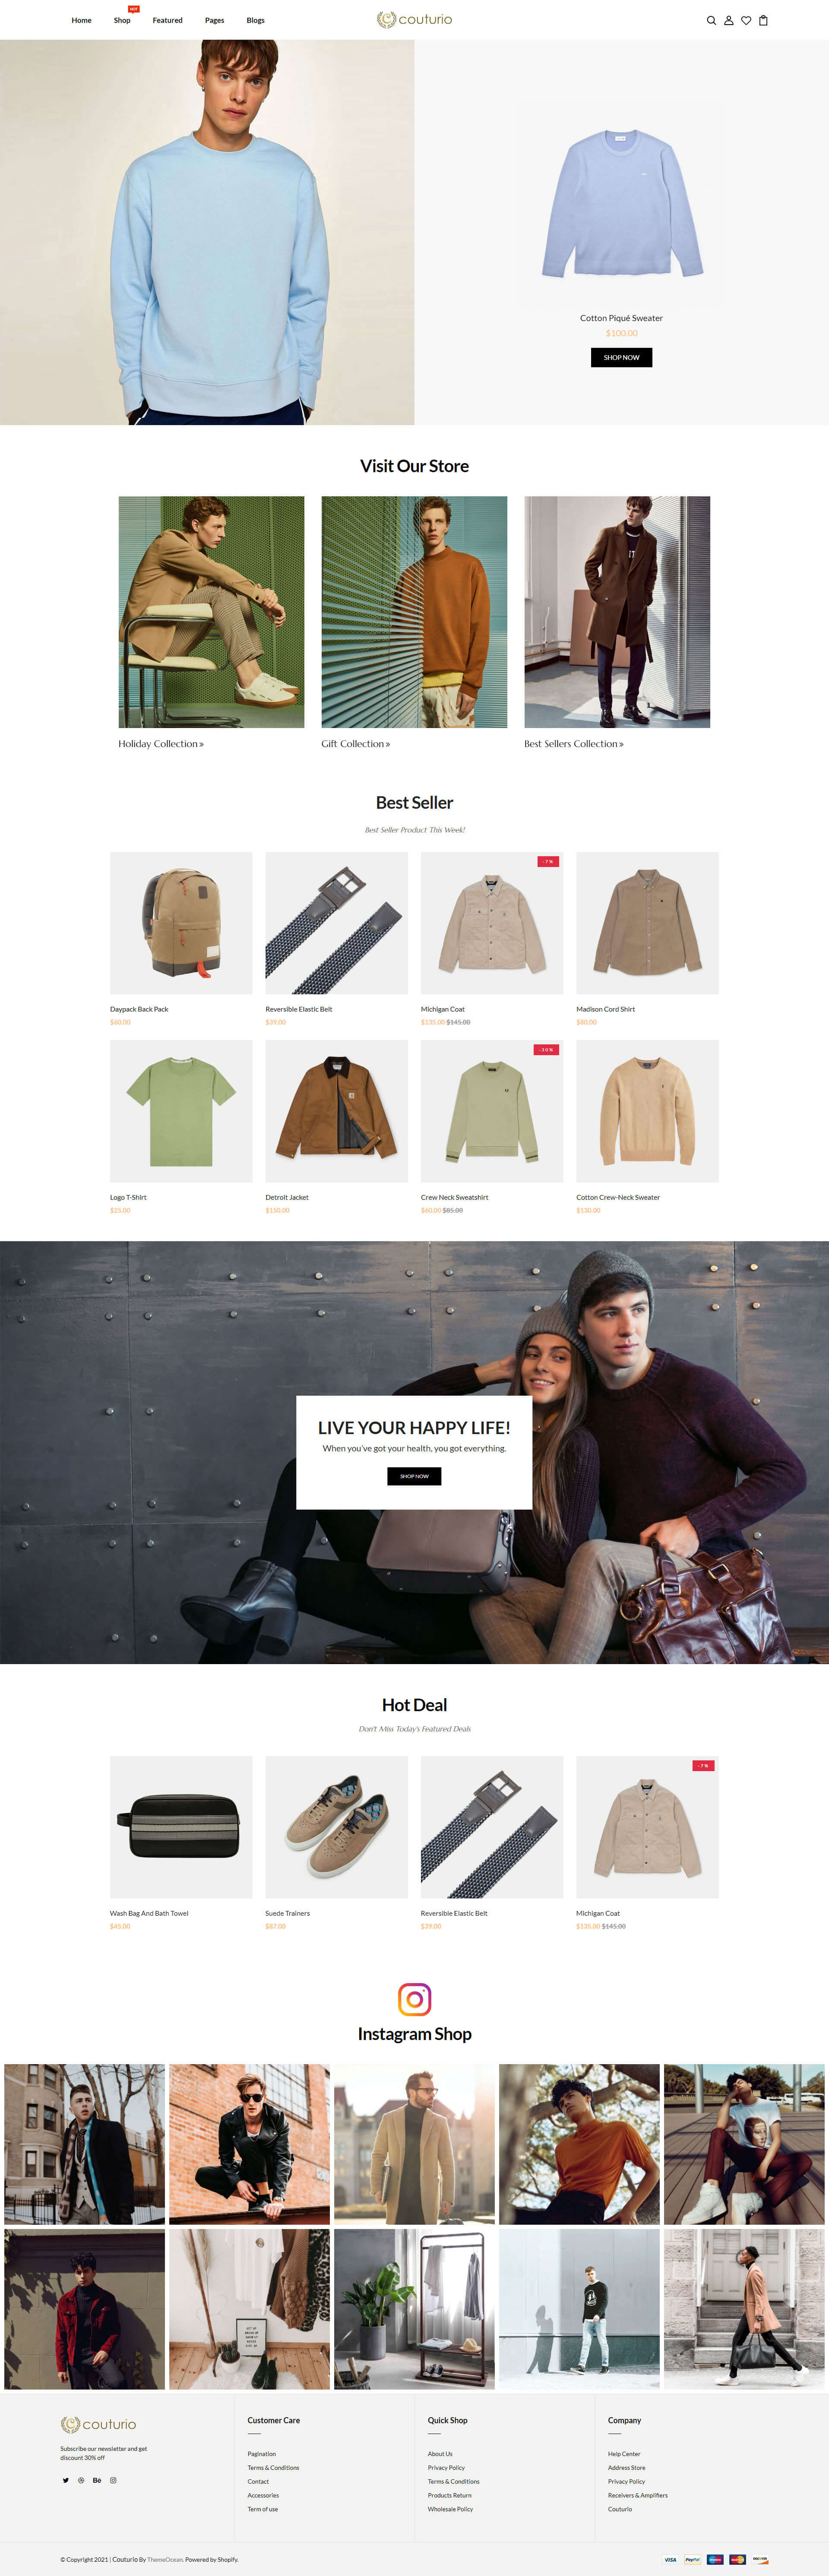 HOT
Home Shop Featured Pages Blogs
couturio
Cotton Piqué Sweater
$100.00
SHOP NOW
Visit Our Store
Holiday Collection »
Gift Collection »
Best Sellers Collection »
Best Seller
Best Seller Product This Week!
-7%
Daypack Back Pack
$60.00
Reversible Elastic Belt
$39.00
Michigan Coat
$135.00 $145.00
Madison Cord Shirt
$80.00
-30%
Logo T-Shirt
$25.00
Detroit Jacket
$150.00
Crew Neck Sweatshirt
$60.00 $85.00
Cotton Crew-Neck Sweater
$130.00
LIVE YOUR HAPPY LIFE!
When you've got your health, you got everything.
SHOP NOW
Hot Deal
Don't Miss Today's Featured Deals
-7%
Wash Bag And Bath Towel
$45.00
Suede Trainers
$87.00
Reversible Elastic Belt
$39.00
Michigan Coat
$135.00 $145.00
Instagram Shop
couturio
Subscribe our newsletter and get
discount 30% off
Bē
Customer Care
Pagination
Terms & Conditions
Contact
Accessories
Term of use
Quick Shop
About Us
Privacy Policy
Terms & Conditions
Products Return
Wholesale Policy
Company
Help Center
Address Store
Privacy Policy
Receivers & Amplifiers
Couturio
© Copyright 2021 | Couturio By ThemeOcean. Powered by Shopify.
VISA PayPal DISCOVER